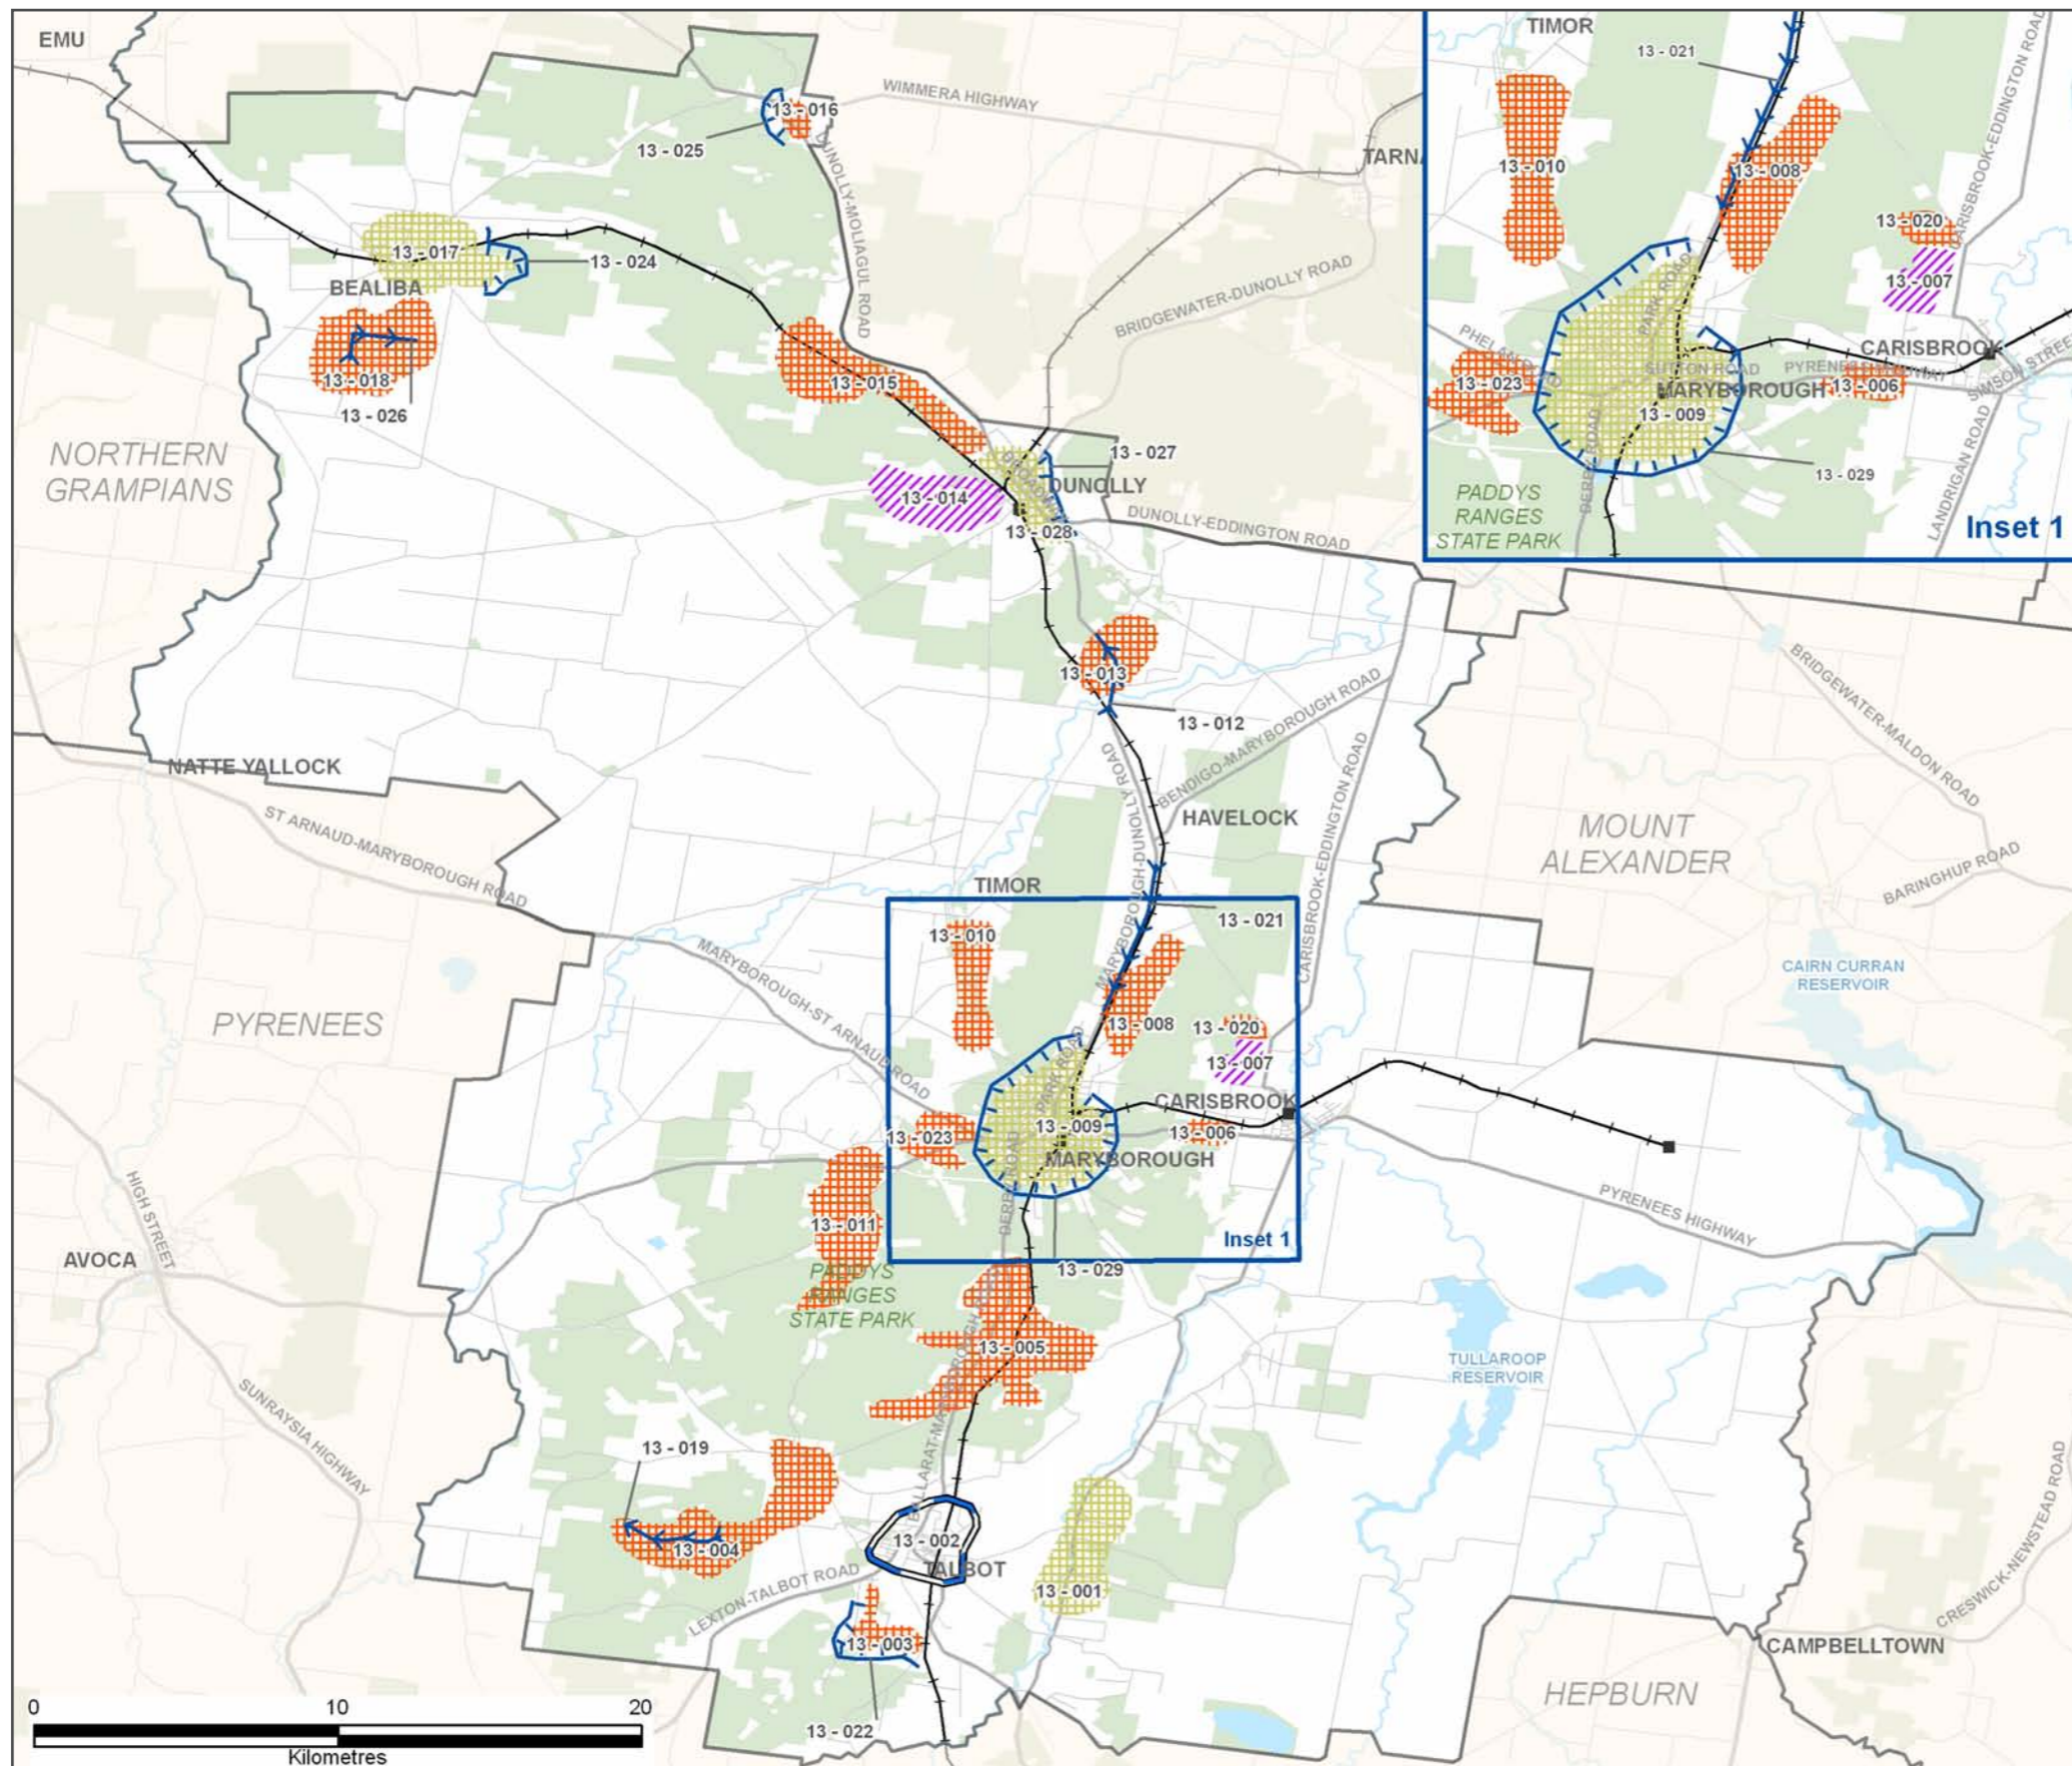 EMU
WIMMERA HIGHWAY
13 - 016
13 - 025
DUNOLLY-MOLIAGUL ROAD
13 - 017
13 - 024
BEALIBA
BRIDGEWATER-DUNOLLY ROAD
13 - 018
13 - 015
13 - 026
NORTHERN
GRAMPIANS
13 - 027
13 - 014
DUNOLLY
13 - 028
DUNOLLY-EDDINGTON ROAD
TIMOR
13 - 021
13 - 010
13 - 008
CARISBROOK-EDDINGTON ROAD
13 - 020
13 - 007
PARK ROAD
CARISBROOK
SUTTON ROAD
13 - 023
13 - 006
MARYBOROUGH
13 - 009
13 - 029
LANDRIGAN ROAD
PADDYS
RANGES
STATE PARK
Inset 1
13 - 013
13 - 012
BRIDGEWATER-MALDON ROAD
NATTE YALLOCK
ST ARNAUD-MARYBOROUGH ROAD
BENDIGO-MARYBOROUGH ROAD
MARYBOROUGH-DUNOLLY ROAD
HAVELOCK
CARISBROOK-EDDINGTON ROAD
MOUNT
ALEXANDER
BARINGHUP ROAD
TIMOR
13 - 010
13 - 021
MARYBOROUGH-ST ARNAUD ROAD
CAIRN CURRAN
RESERVOIR
PYRENEES
13 - 008
13 - 020
13 - 007
PARK ROAD
CARISBROOK
13 - 009
13 - 023
13 - 006
MARYBOROUGH
13 - 011
PYRENEES HIGHWAY
HIGH STREET
AVOCA
Inset 1
13 - 029
PADDYS
RANGES
STATE PARK
13 - 005
TULLAROOP
RESERVOIR
SUNRAYSIA HIGHWAY
13 - 019
13 - 004
13 - 002
TALBOT
LEXTON-TALBOT ROAD
13 - 001
13 - 003
13 - 022
CRESWICK-NEWSTEAD ROAD
CAMPBELLTOWN
HEPBURN
0 10 20
Kilometres